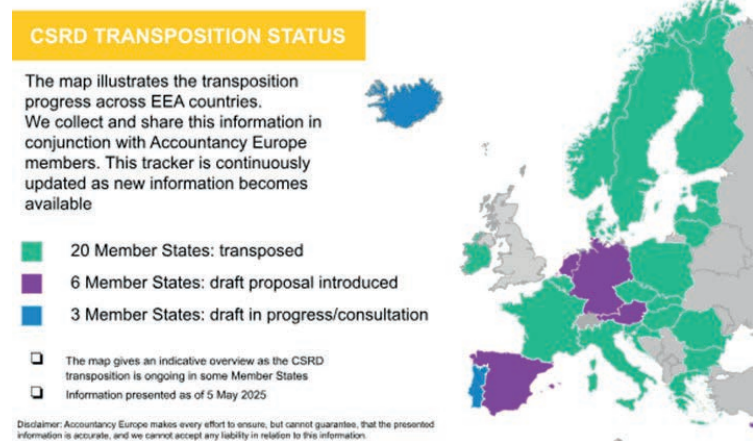 CSRD TRANSPOSITION STATUS
The map illustrates the transposition
progress across EEA countries.
We collect and share this information in
conjunction with Accountancy Europe
members. This tracker is continuously
updated as new information becomes
available
20 Member States: transposed
6 Member States: draft proposal introduced
3 Member States: draft in progress/consultation
The map gives an indicative overview as the CSRD
transposition is ongoing in some Member States
Information presented as of 5 May 2025
Disclaimer: Accountancy Europe makes every effort to ensure, but cannot guarantee, that the presented
information is accurate, and we cannot accept any liability in relation to this information.